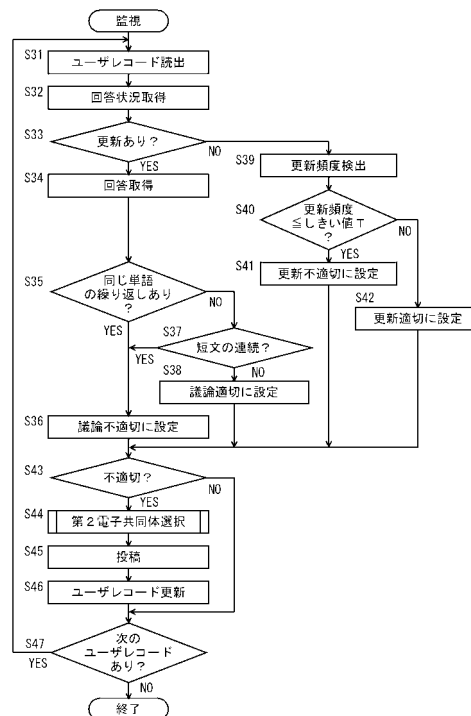 監視
S31
ユーザレコード読出
S32
回答状況取得
S33
更新あり?
NO
YES
S34
回答取得
S39
更新頻度検出
S40
更新頻度
≦しきい値T
?
NO
YES
S41
更新不適切に設定
S42
更新適切に設定
S35
同じ単語
の繰り返しあり
?
NO
YES
S37
短文の連続?
YES
NO
S38
議論適切に設定
S36
議論不適切に設定
S43
不適切?
NO
YES
S44
第2電子共同体選択
S45
投稿
S46
ユーザレコード更新
S47
次の
ユーザレコード
あり?
YES
NO
終了